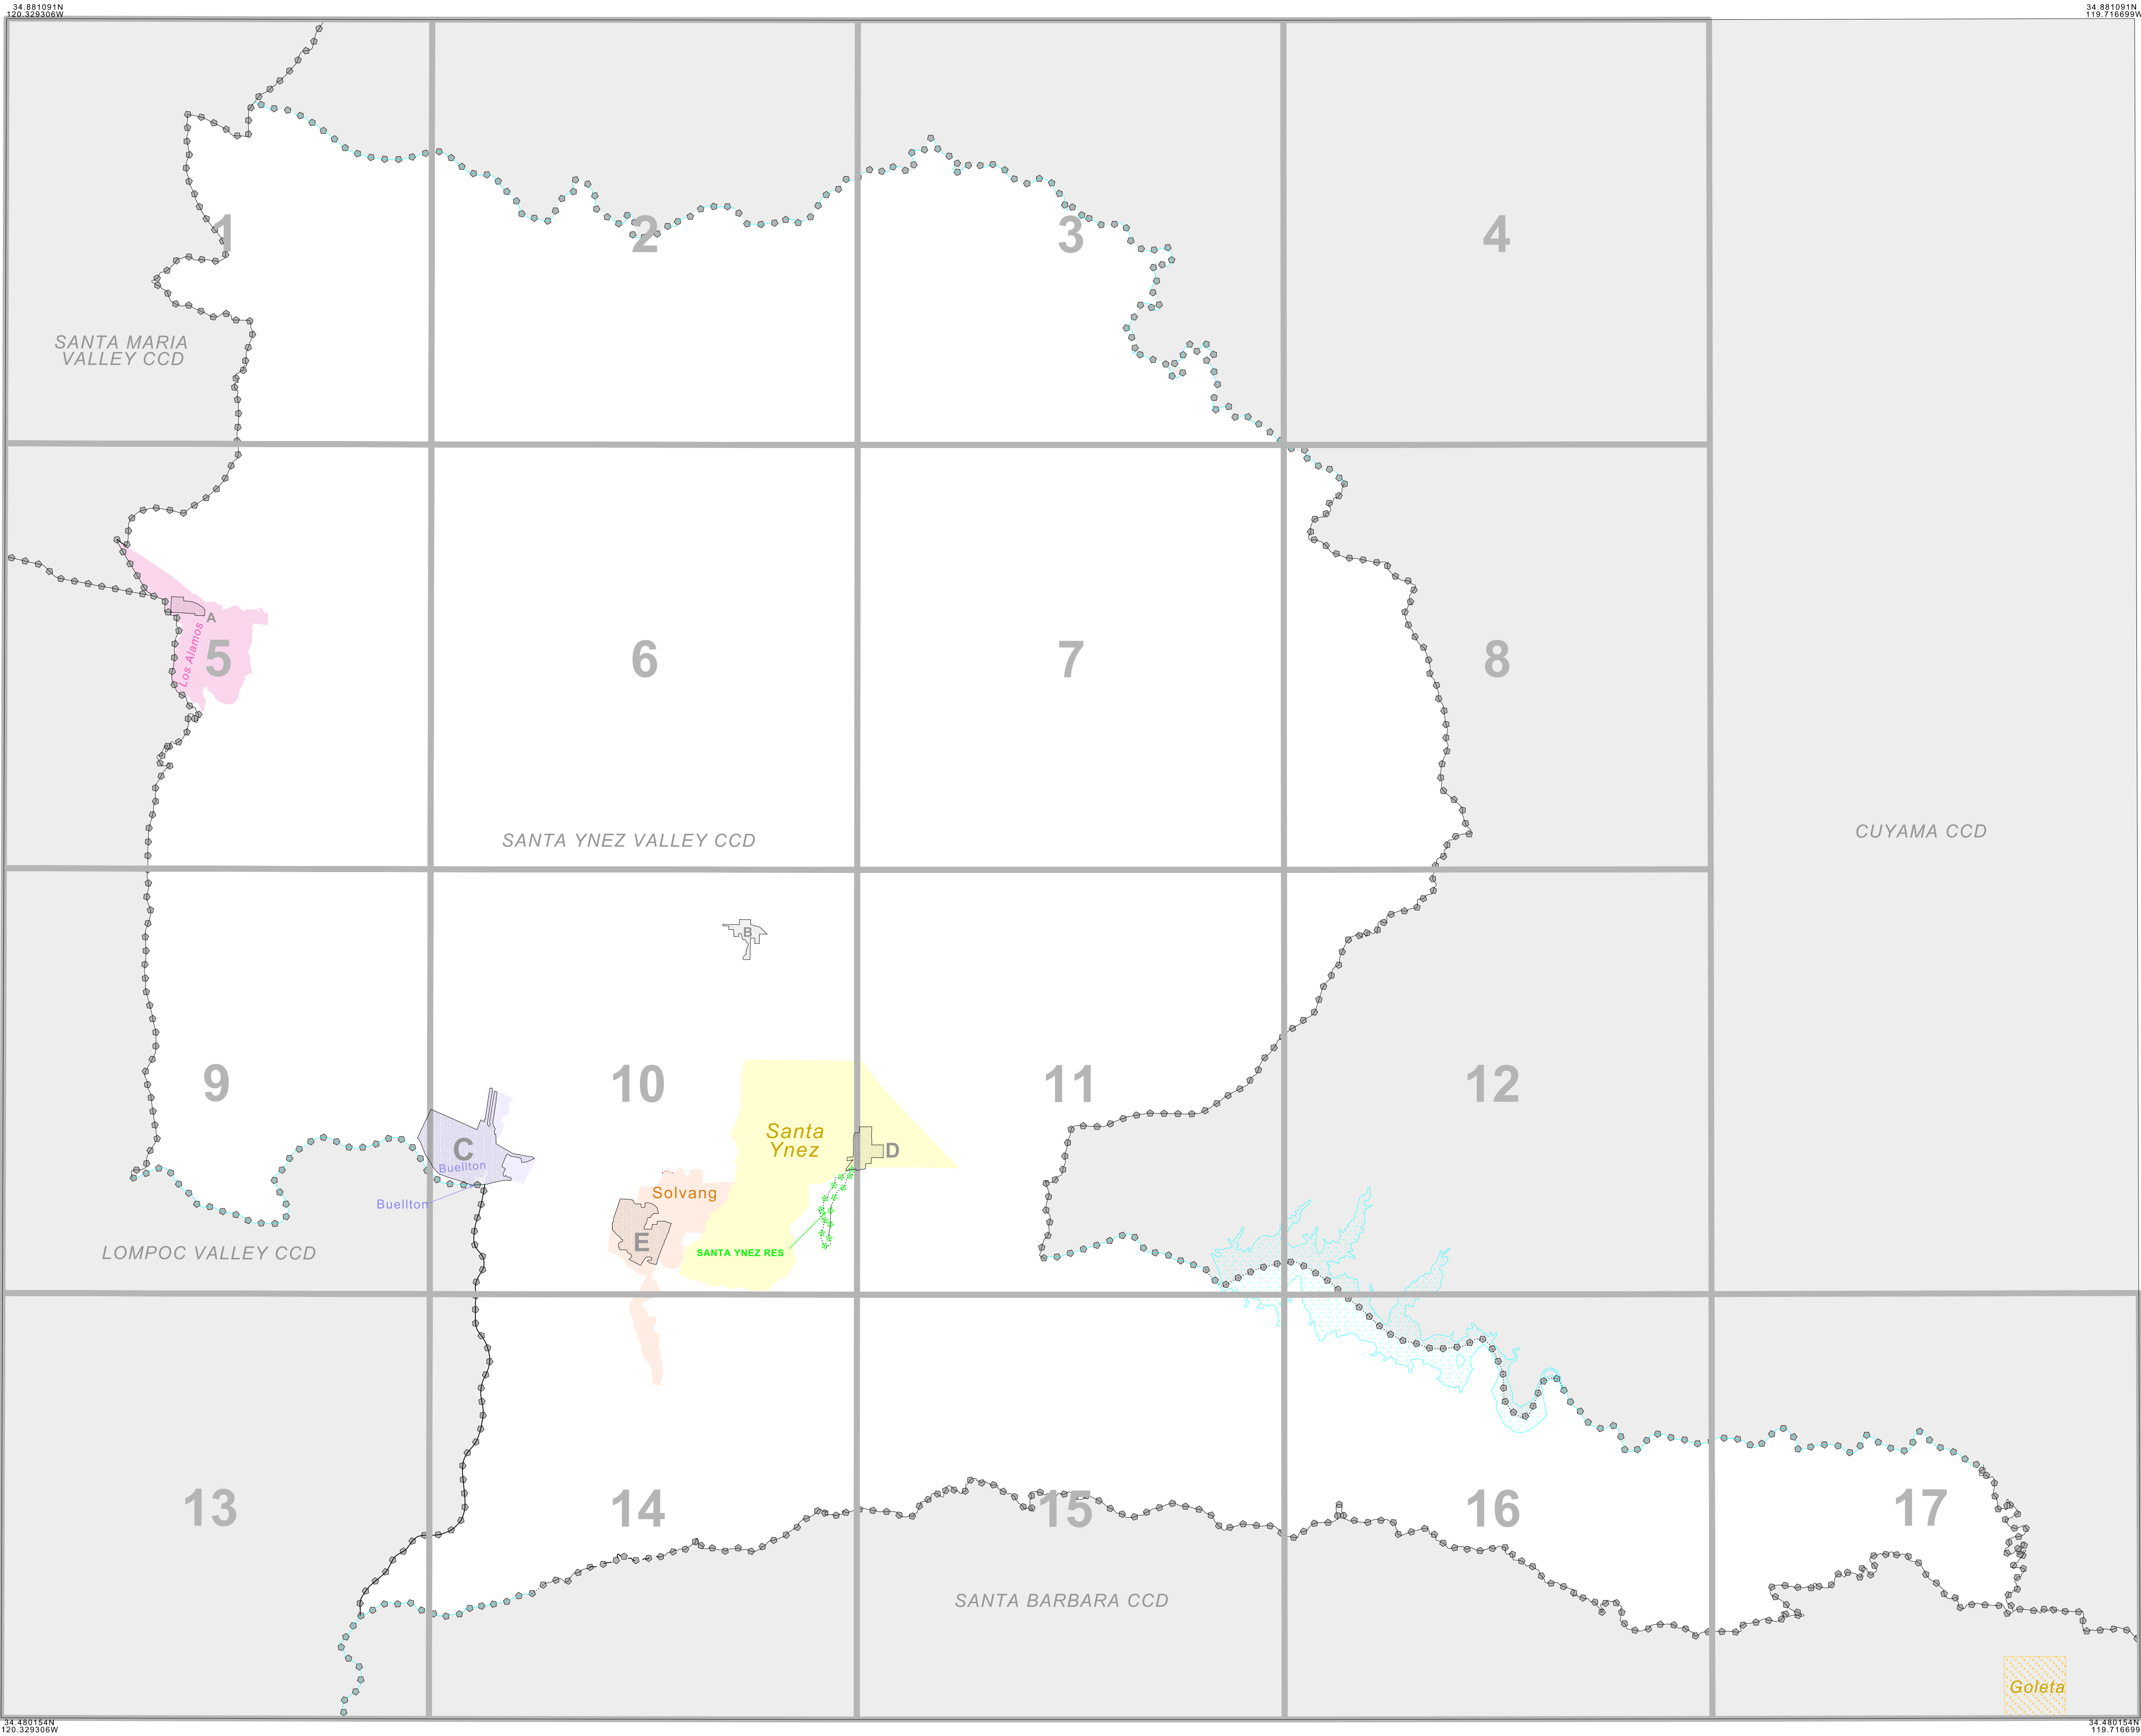 34.881091N
120.329306W
34.881091N
119.716699W
1
2
3
4
SANTA MARIA
VALLEY CCD
A
Los Alamos
5
6
7
8
SANTA YNEZ VALLEY CCD
CUYAMA CCD
B
9
10
11
12
C
Buellton
Buellton
Santa
Ynez
D
Solvang
E
SANTA YNEZ RES
LOMPOC VALLEY CCD
13
14
15
16
17
SANTA BARBARA CCD
Goleta
34.480154N
120.329306W
34.480154N
119.716699